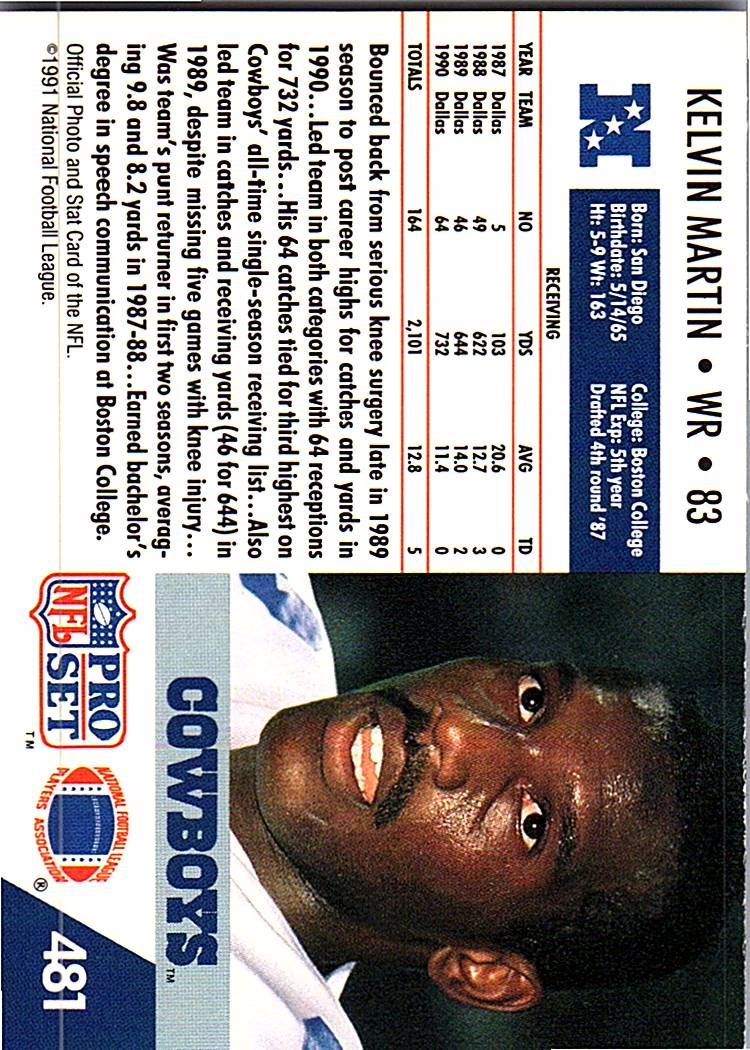 KELVIN MARTIN • WR • 83
N
Born: San Diego
Birthdate: 5/14/65
Ht: 5-9 Wt: 163
College: Boston College
NFL Exp: 5th year
Drafted 4th round '87
RECEIVING
YEAR TEAM NO YDS AVG TD
1987 Dallas 5 103 20.6 0
1988 Dallas 49 622 12.7 3
1989 Dallas 46 644 14.0 2
1990 Dallas 64 732 11.4 0
TOTALS 164 2,101 12.8 5
Bounced back from serious knee surgery late in 1989
season to post career highs for catches and yards in
1990...Led team in both categories with 64 receptions
for 732 yards...His 64 catches tied for third highest on
Cowboys' all-time single-season receiving list...Also
led team in catches and receiving yards (46 for 644) in
1989, despite missing five games with knee injury...
Was team's punt returner in first two seasons, averag-
ing 9.8 and 8.2 yards in 1987-88...Earned bachelor's
degree in speech communication at Boston College.
Official Photo and Stat Card of the NFL.
©1991 National Football League.
COWBOYS™
NFL
PRO
SET
TM
NATIONAL FOOTBALL LEAGUE
PLAYERS ASSOCIATION
®
481